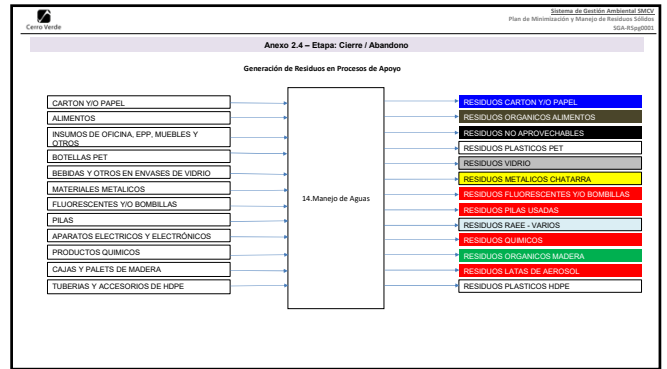 Cerro Verde
Sistema de Gestión Ambiental SMCV
Plan de Minimización y Manejo de Residuos Sólidos
SGA-RSpg0001
Anexo 2.4 – Etapa: Cierre / Abandono
Generación de Residuos en Procesos de Apoyo
CARTON Y/O PAPEL
ALIMENTOS
INSUMOS DE OFICINA, EPP, MUEBLES Y
OTROS
BOTELLAS PET
BEBIDAS Y OTROS EN ENVASES DE VIDRIO
MATERIALES METALICOS
FLUORESCENTES Y/O BOMBILLAS
PILAS
APARATOS ELECTRICOS Y ELECTRÓNICOS
PRODUCTOS QUIMICOS
CAJAS Y PALETS DE MADERA
TUBERIAS Y ACCESORIOS DE HDPE
14.Manejo de Aguas
RESIDUOS CARTON Y/O PAPEL
RESIDUOS ORGANICOS ALIMENTOS
RESIDUOS NO APROVECHABLES
RESIDUOS PLASTICOS PET
RESIDUOS VIDRIO
RESIDUOS METALICOS CHATARRA
RESIDUOS FLUORESCENTES Y/O BOMBILLAS
RESIDUOS PILAS USADAS
RESIDUOS RAEE - VARIOS
RESIDUOS QUIMICOS
RESIDUOS ORGANICOS MADERA
RESIDUOS LATAS DE AEROSOL
RESIDUOS PLASTICOS HDPE